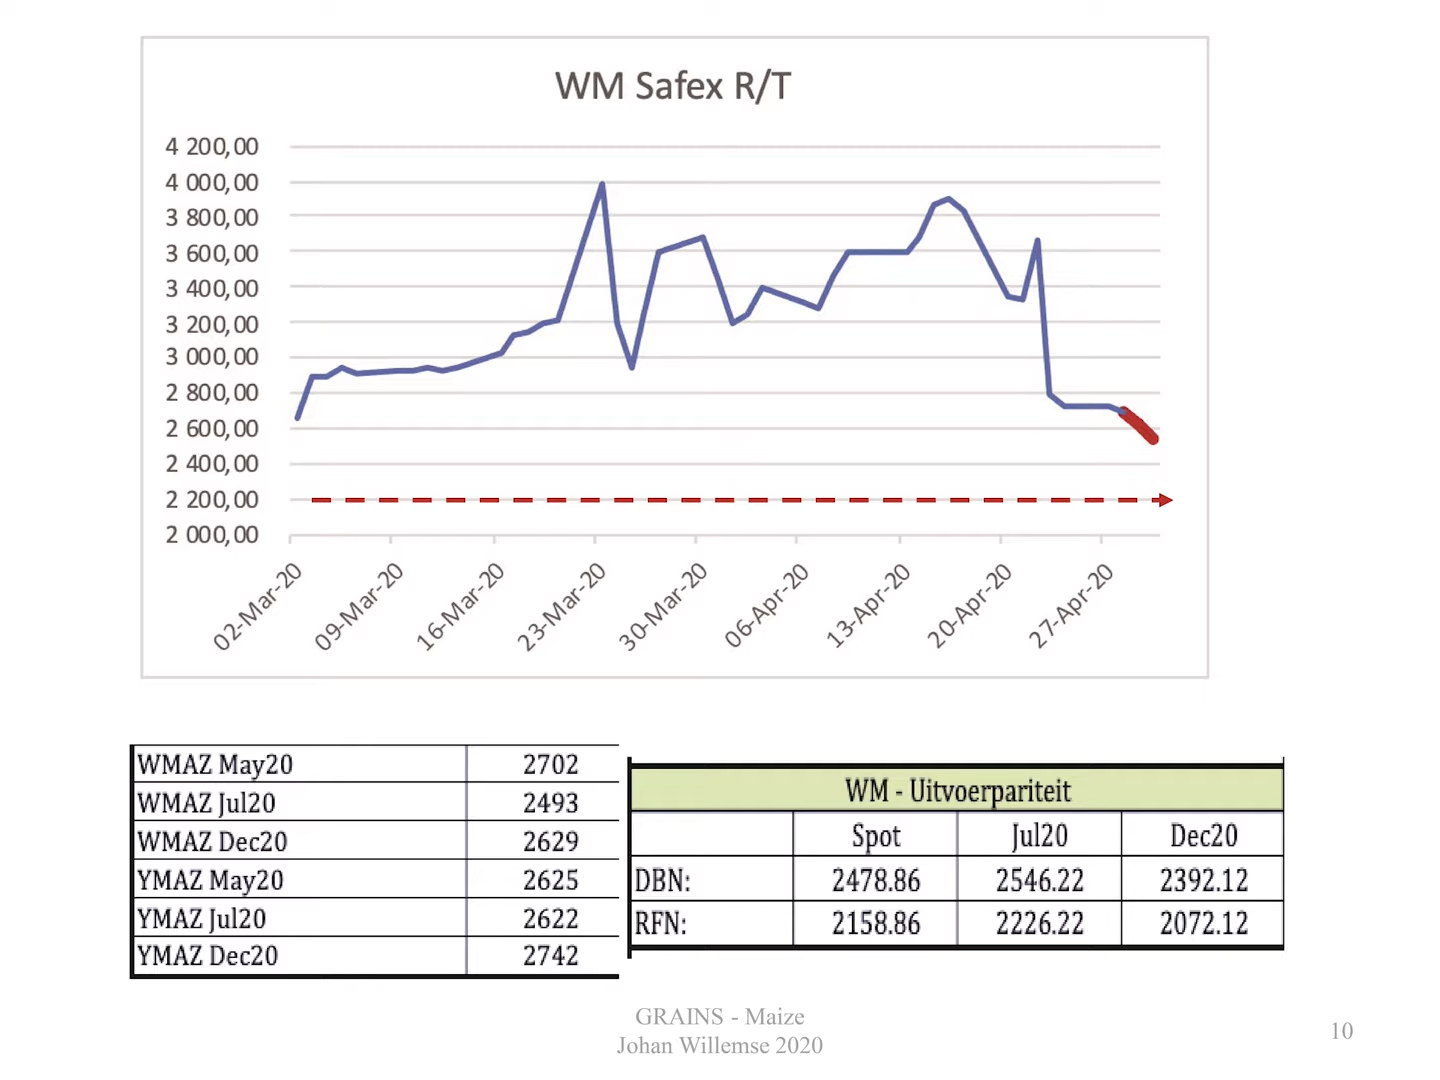 WM Safex R/T
4 200,00
4 000,00
3 800,00
3 600,00
3 400,00
3 200,00
3 000,00
2 800,00
2 600,00
2 400,00
2 200,00
2 000,00
02-Mar-20
09-Mar-20
16-Mar-20
23-Mar-20
30-Mar-20
06-Apr-20
13-Apr-20
20-Apr-20
27-Apr-20
WMAZ May20 2702
WMAZ Jul20 2493
WMAZ Dec20 2629
YMAZ May20 2625
YMAZ Jul20 2622
YMAZ Dec20 2742
WM - Uitvoerpariteit
Spot Jul20 Dec20
DBN: 2478.86 2546.22 2392.12
RFN: 2158.86 2226.22 2072.12
GRAINS - Maize
Johan Willemse 2020
10